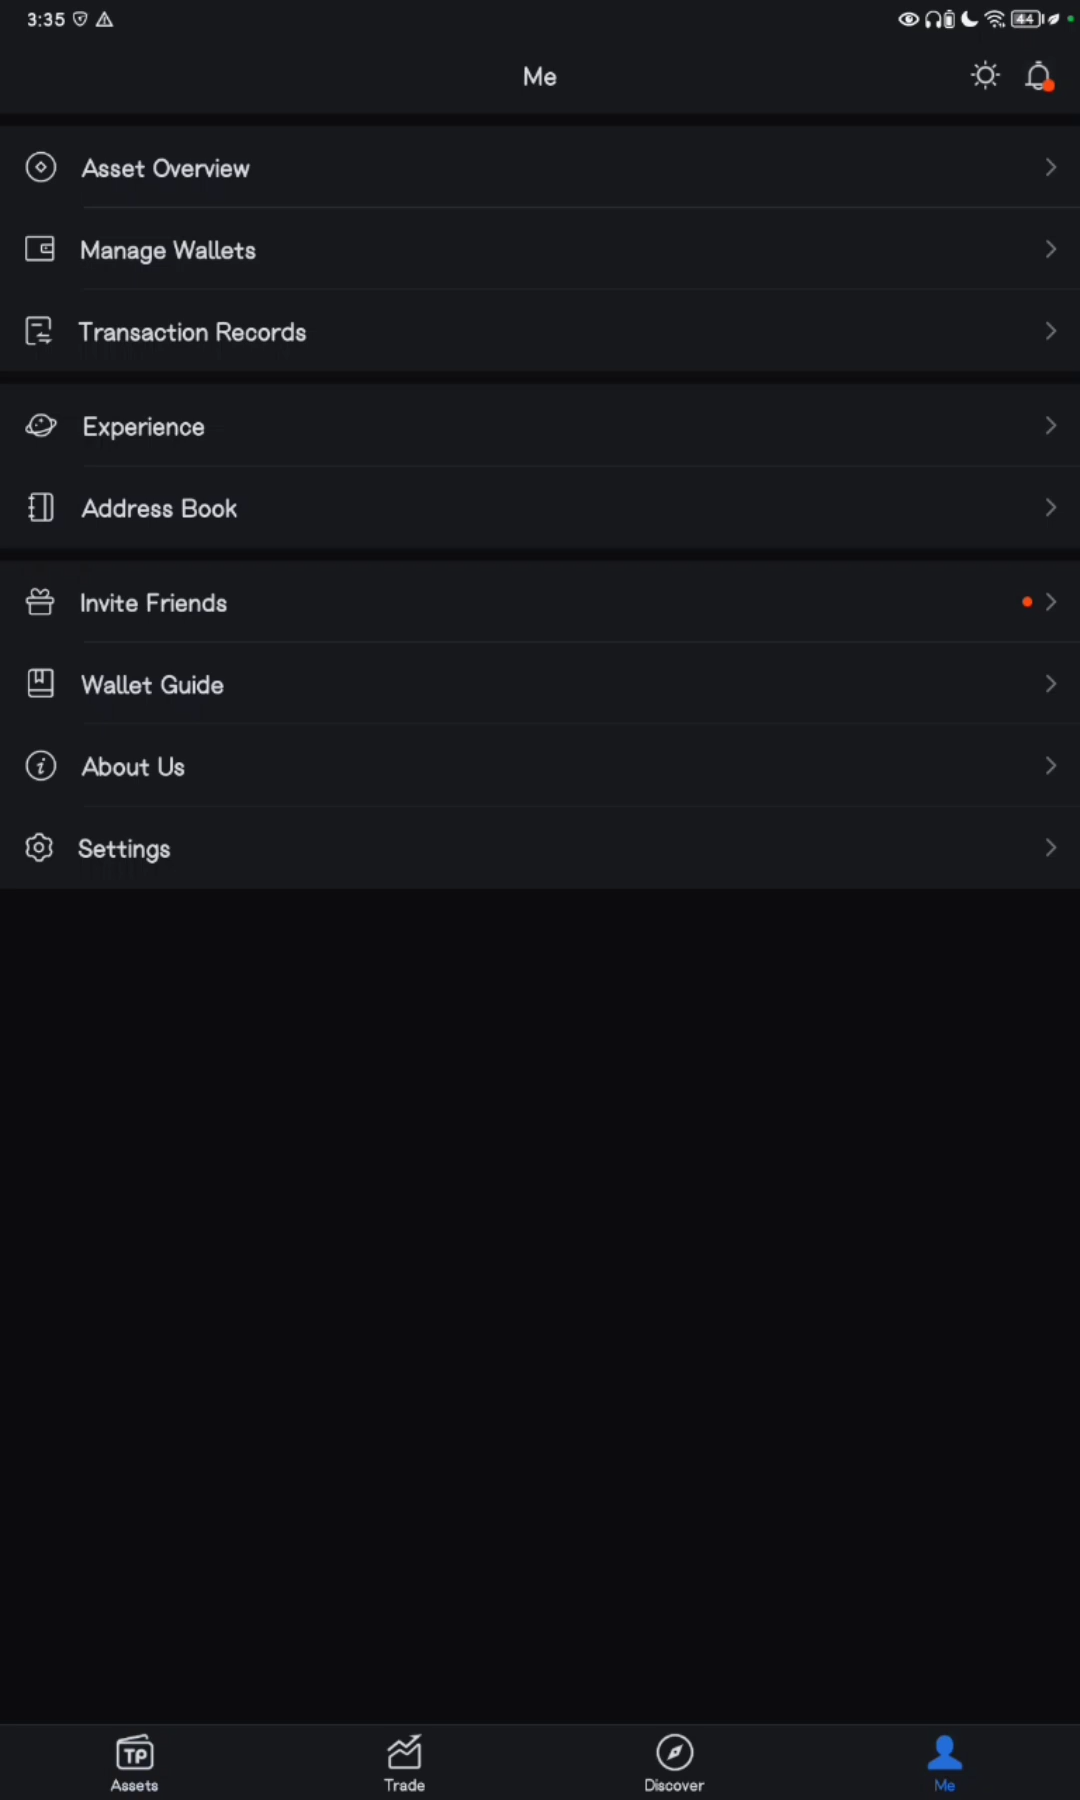 3:35
44
Me
Asset Overview
Manage Wallets
Transaction Records
Experience
Address Book
Invite Friends
Wallet Guide
About Us
Settings
TP
Assets
Trade
Discover
Me